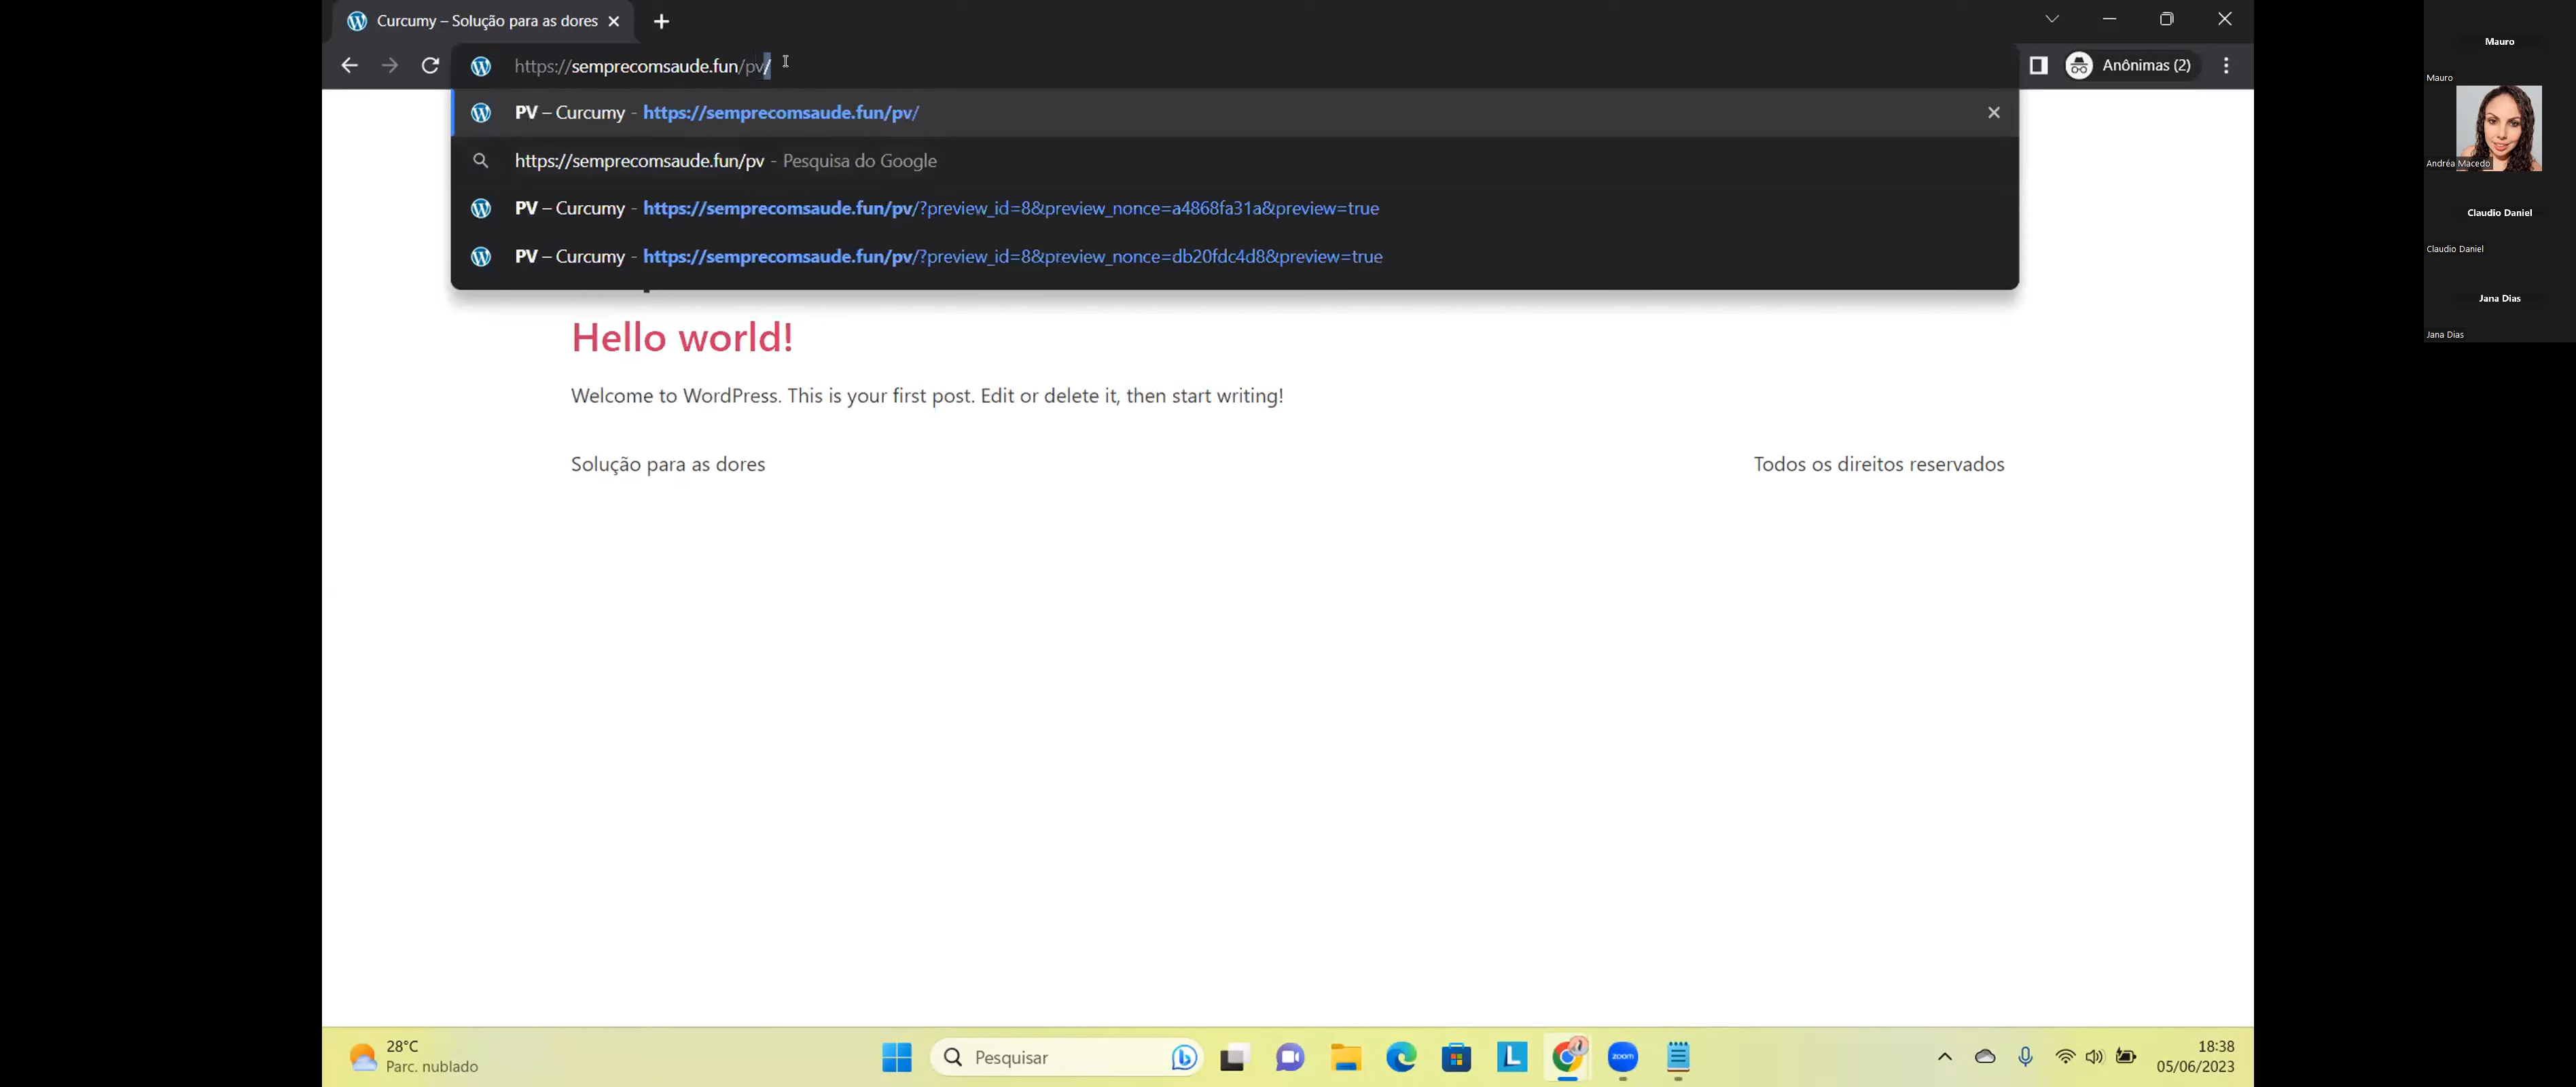 Curcumy – Solução para as dores
https://semprecomsaude.fun/pv/
Anônimas (2)
PV – Curcumy - https://semprecomsaude.fun/pv/
https://semprecomsaude.fun/pv - Pesquisa do Google
PV – Curcumy - https://semprecomsaude.fun/pv/?preview_id=8&preview_nonce=a4868fa31a&preview=true
PV – Curcumy - https://semprecomsaude.fun/pv/?preview_id=8&preview_nonce=db20fdc4d8&preview=true
Hello world!
Welcome to WordPress. This is your first post. Edit or delete it, then start writing!
Solução para as dores
Todos os direitos reservados
Mauro
Mauro
Andréa Macedo
Claudio Daniel
Claudio Daniel
Jana Dias
Jana Dias
28°C
Parc. nublado
Pesquisar
L
zoom
18:38
05/06/2023